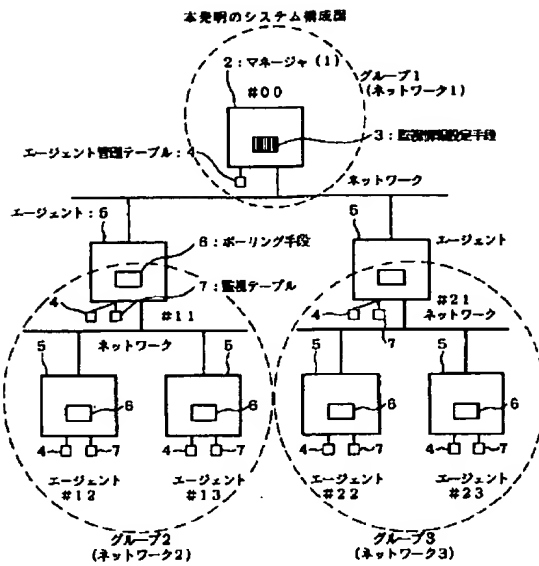 本発明のシステム構成図
2:マネージャ(1)
グループ1
(ネットワーク1)
#00
3:監視情報設定手段
エージェント管理テーブル:4
ネットワーク
エージェント:5
5
エージェント
6:ポーリング手段
4
7:監視テーブル
#11
4
7
#21
ネットワーク
ネットワーク
5
5
5
5
6
6
6
6
4
7
4
7
4
7
4
7
エージェント
#12
エージェント
#13
エージェント
#22
エージェント
#23
グループ2
(ネットワーク2)
グループ3
(ネットワーク3)